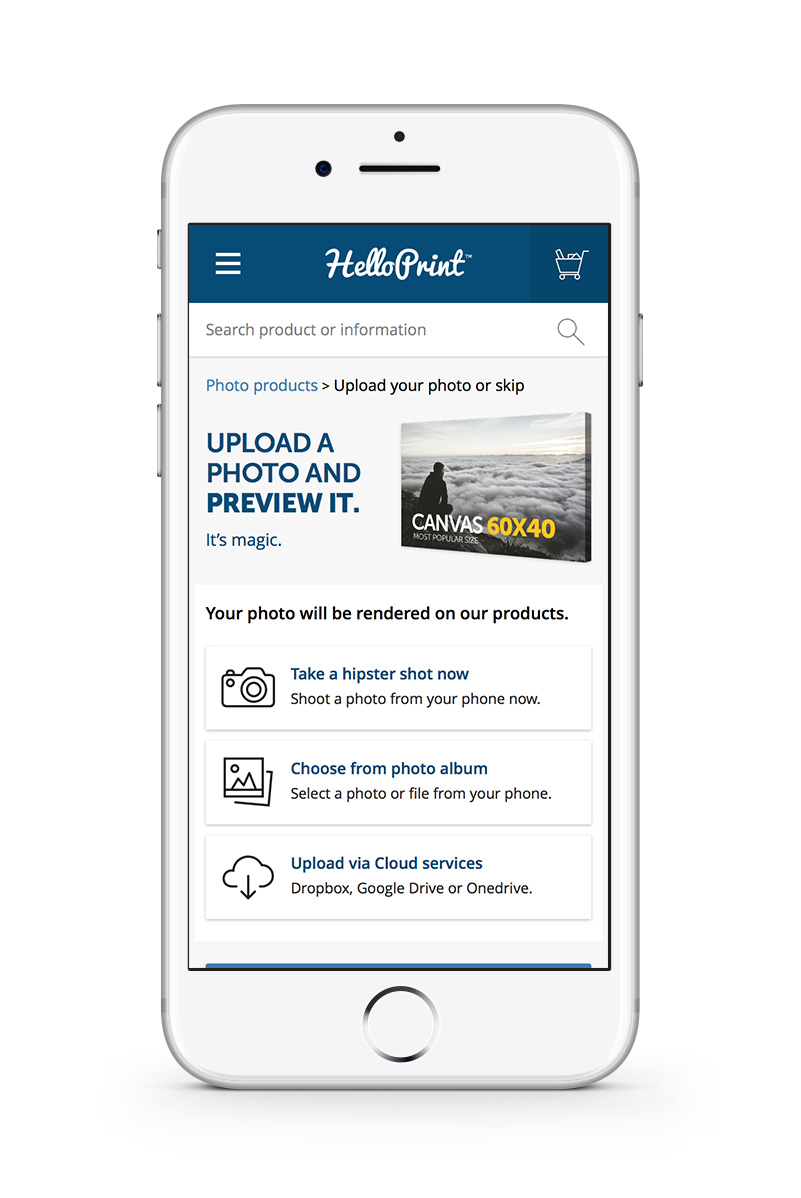 HelloPrint™
Search product or information
Photo products > Upload your photo or skip
UPLOAD A
PHOTO AND
PREVIEW IT.
It's magic.
CANVAS 60X40
MOST POPULAR SIZE
Your photo will be rendered on our products.
Take a hipster shot now
Shoot a photo from your phone now.
Choose from photo album
Select a photo or file from your phone.
Upload via Cloud services
Dropbox, Google Drive or Onedrive.